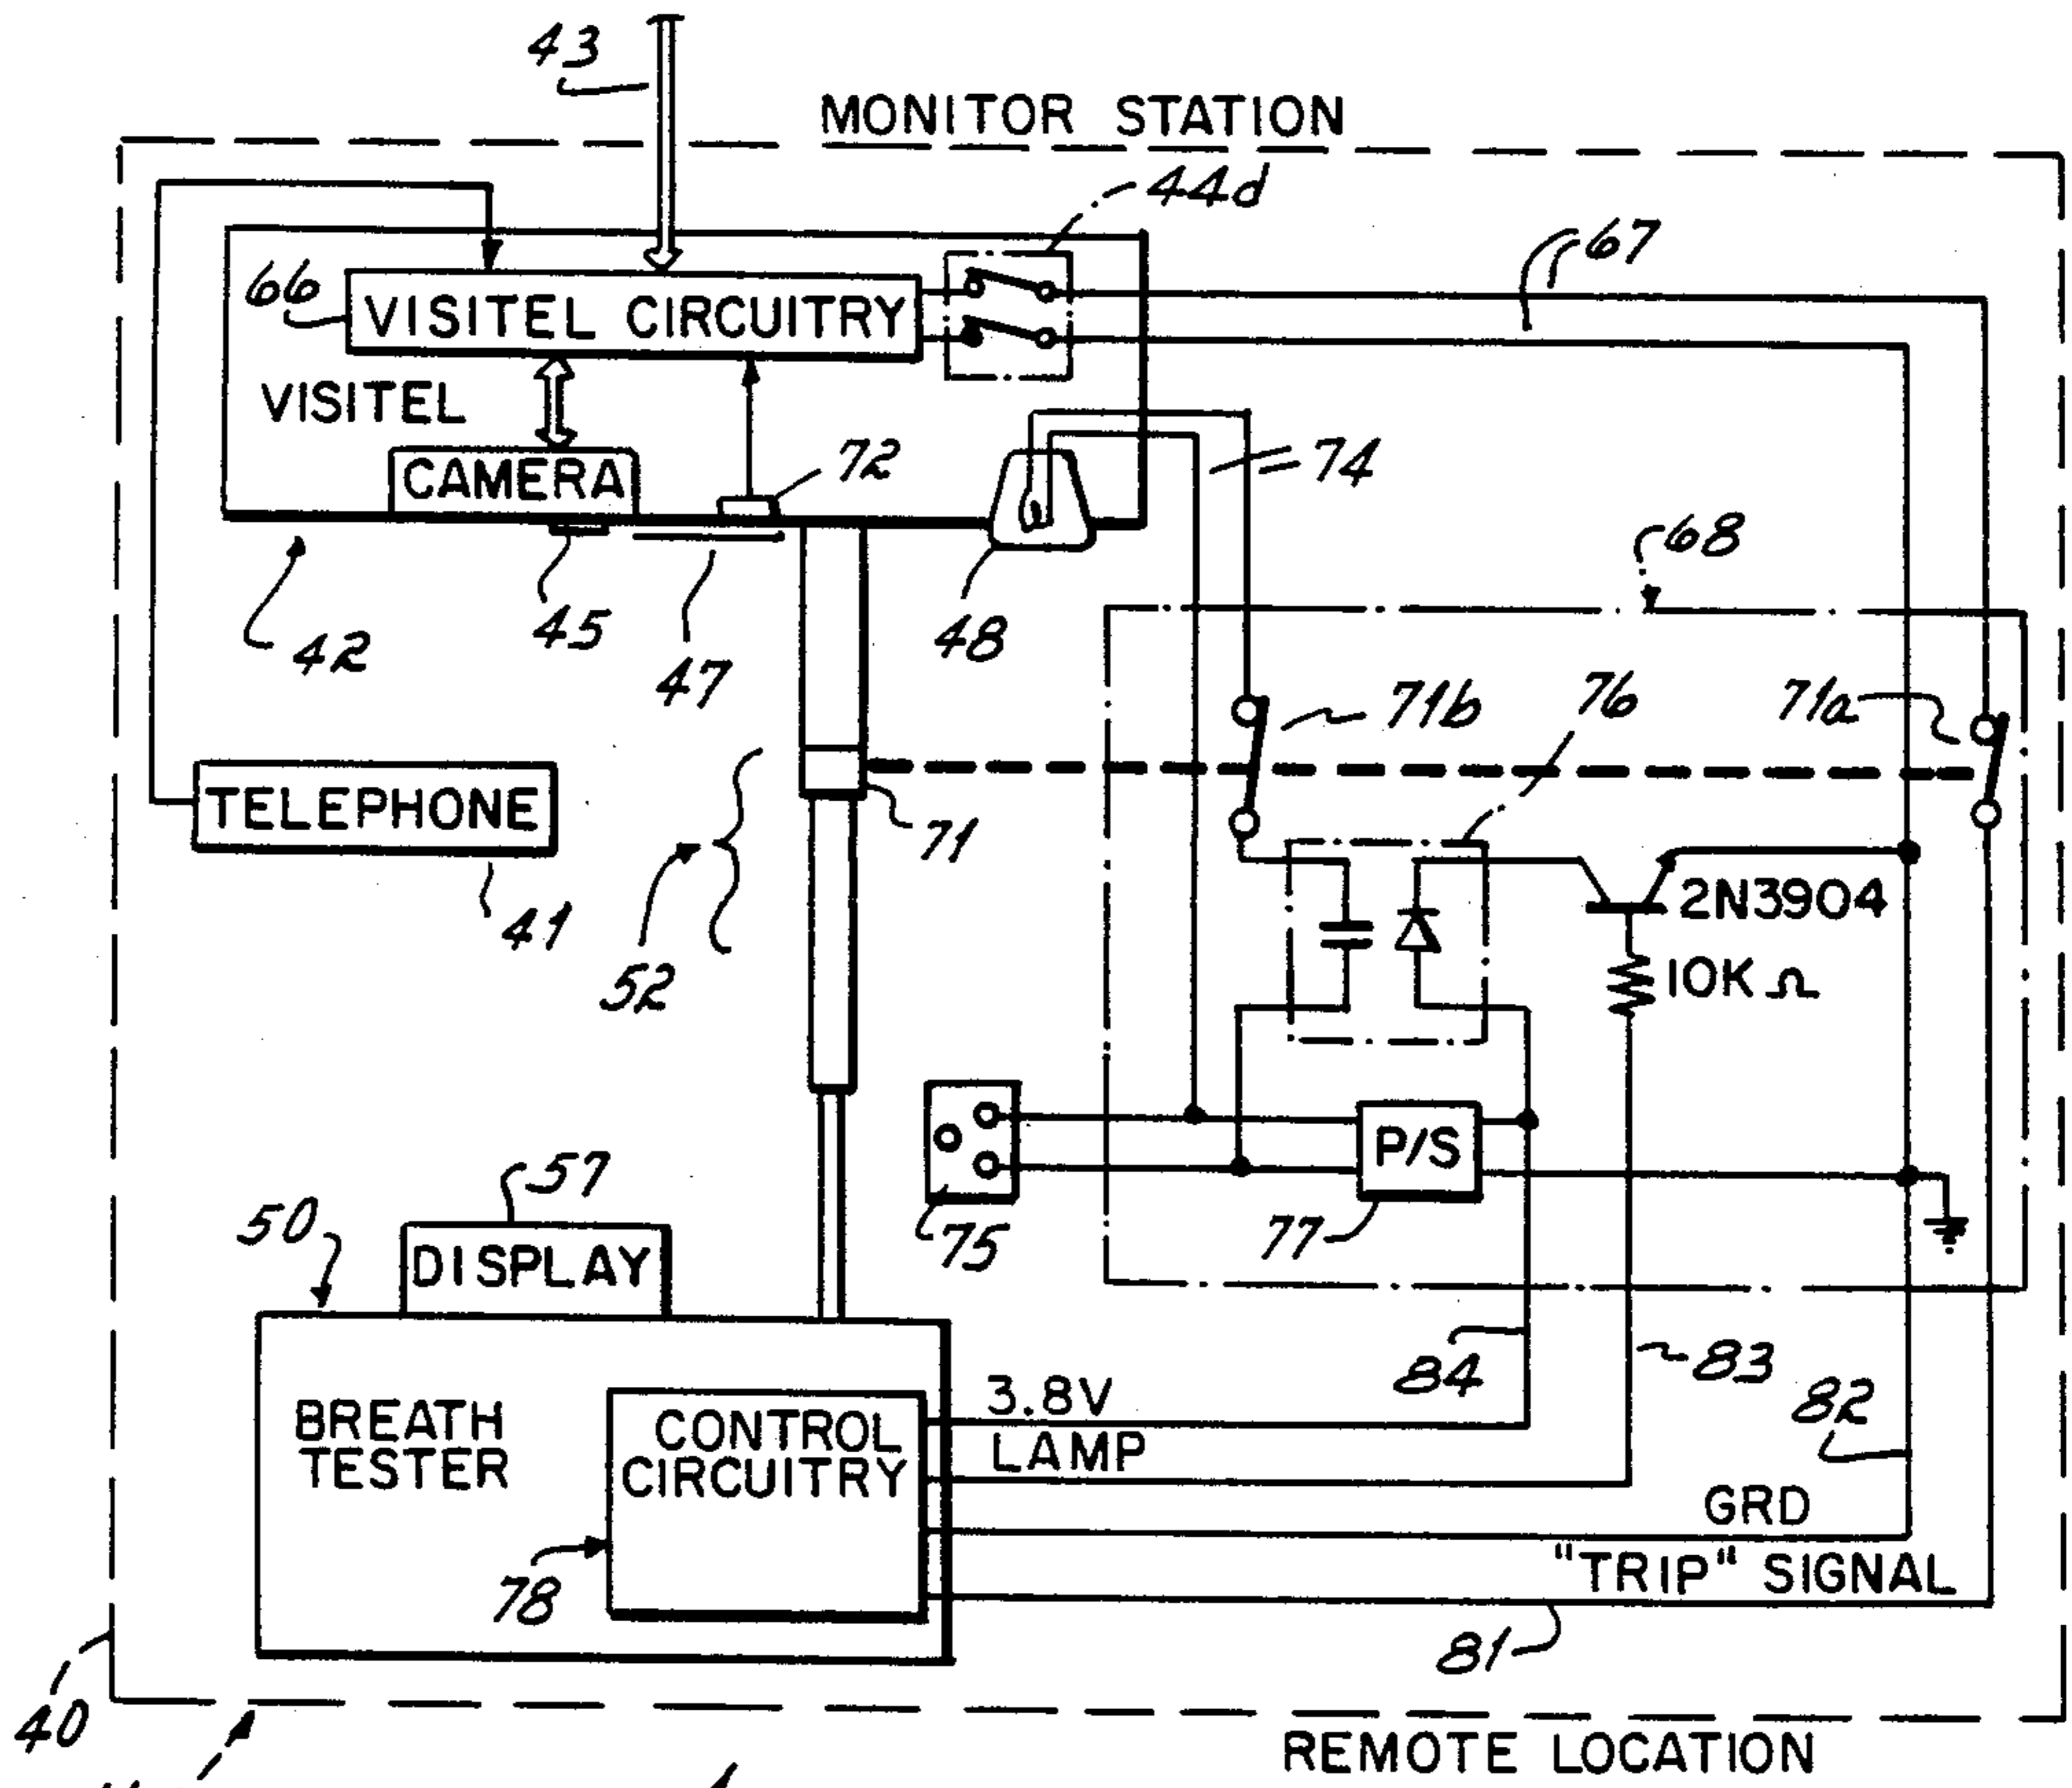 43
MONITOR STATION
44d
67
66
VISITEL CIRCUITRY
VISITEL
CAMERA
72
74
68
42
45
47
48
71b
76
71a
TELEPHONE
71
41
52
2N3904
10K Ω
P/S
57
50
75
77
DISPLAY
84
83
82
BREATH
TESTER
CONTROL
CIRCUITRY
3.8V
LAMP
GRD
"TRIP" SIGNAL
78
81
40
REMOTE LOCATION